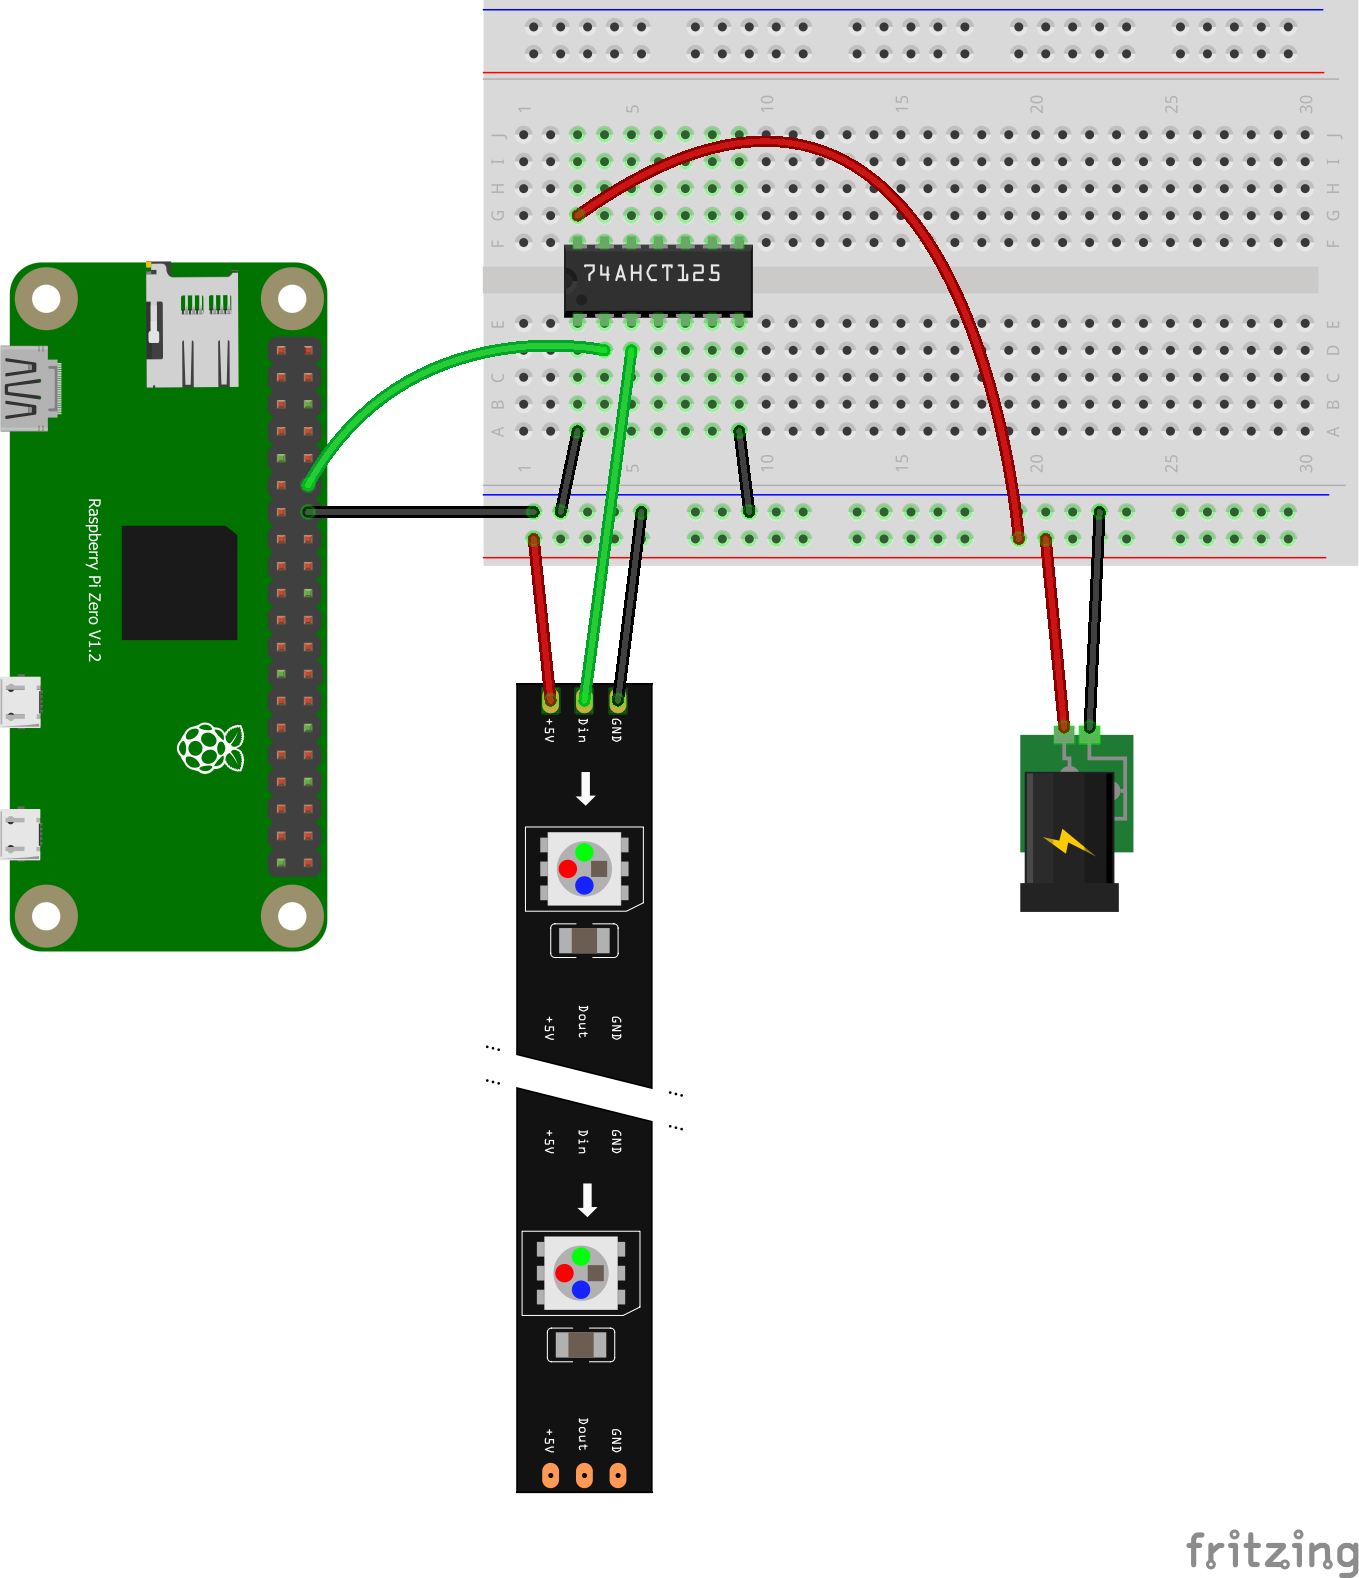 1 5 10 15 20 25 30
J J
I I
H H
G G
F F
74AHCT125
E E
D D
C C
B B
A A
1 5 10 15 20 25 30
Raspberry Pi Zero V1.2
+5V Din GND
+5V Dout GND
... ...
... ...
+5V Din GND
+5V Dout GND
fritzing